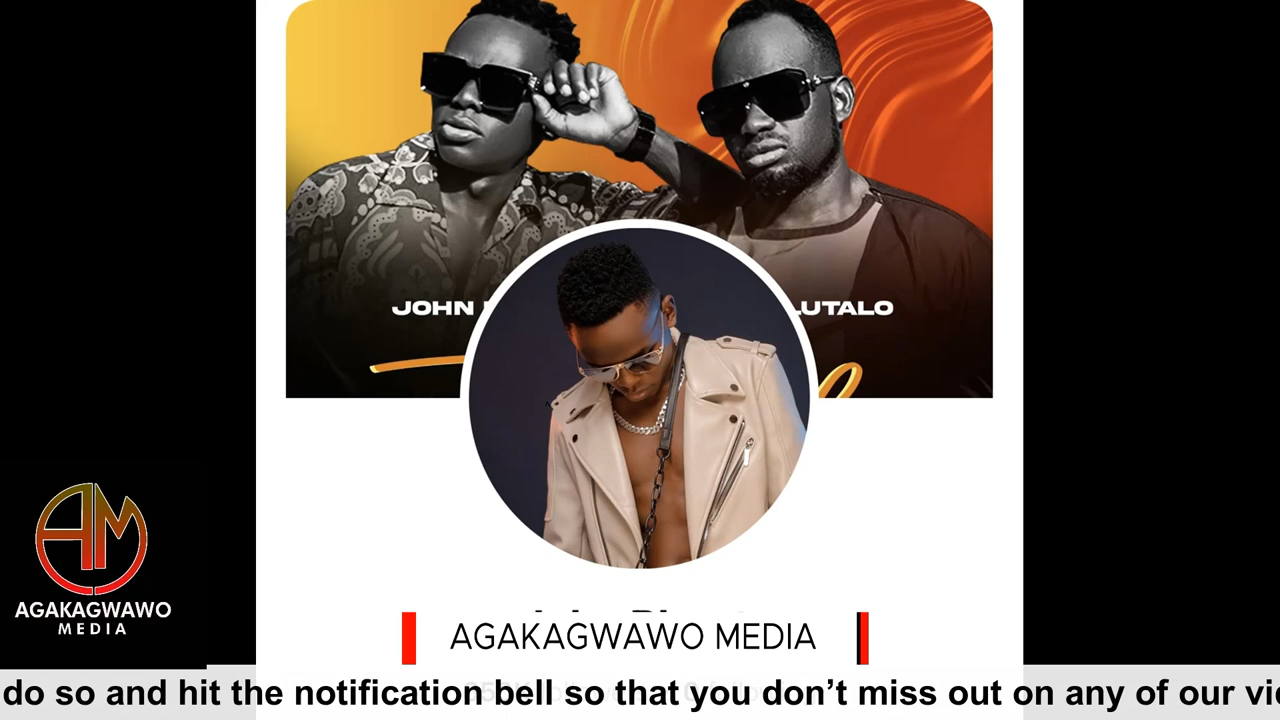 JOHN
LUTALO
AM
AGAKAGWAWO
MEDIA
AGAKAGWAWO MEDIA
do so and hit the notification bell so that you don’t miss out on any of our